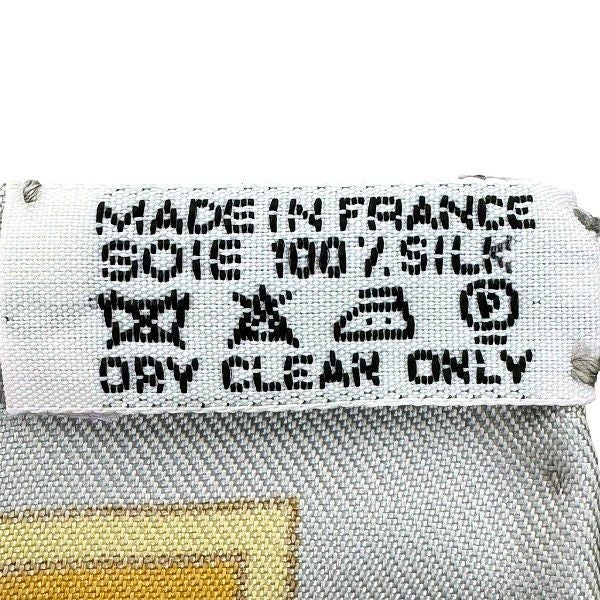 MADE IN FRANCE
SOIE 100% SILK
P
DRY CLEAN ONLY